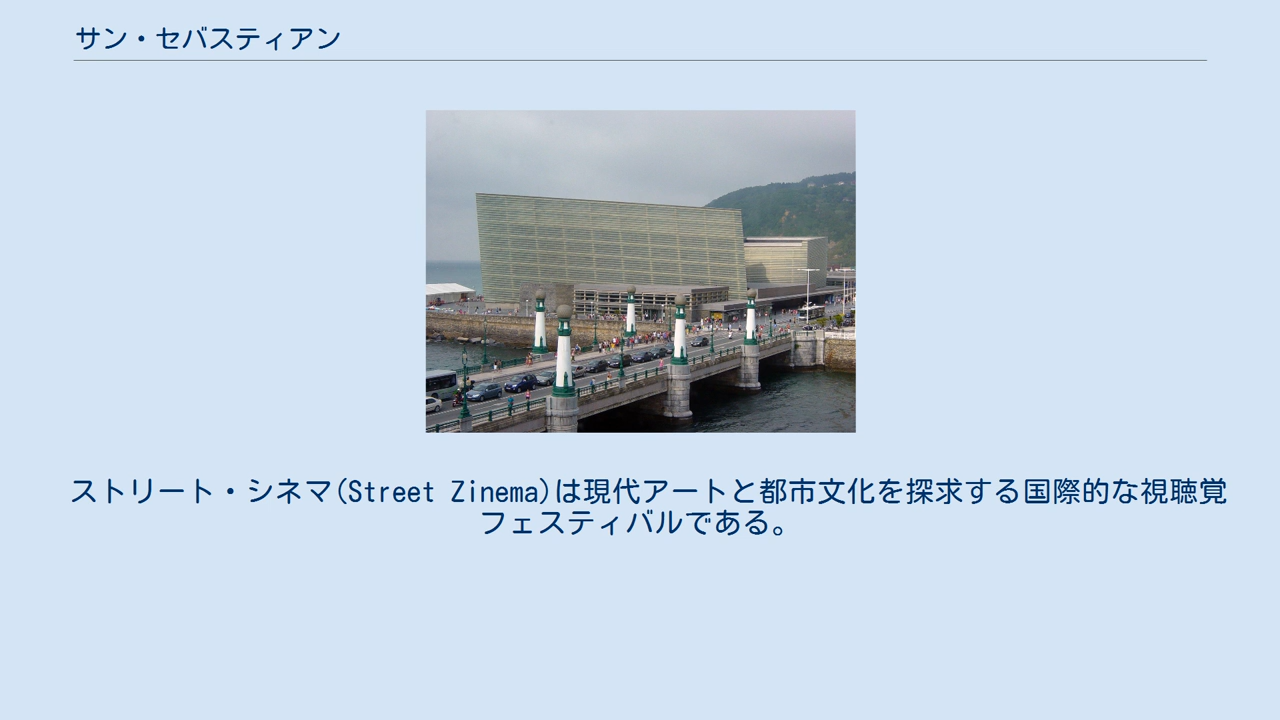 サン・セバスティアン
ストリート・シネマ(Street Zinema)は現代アートと都市文化を探求する国際的な視聴覚
フェスティバルである。